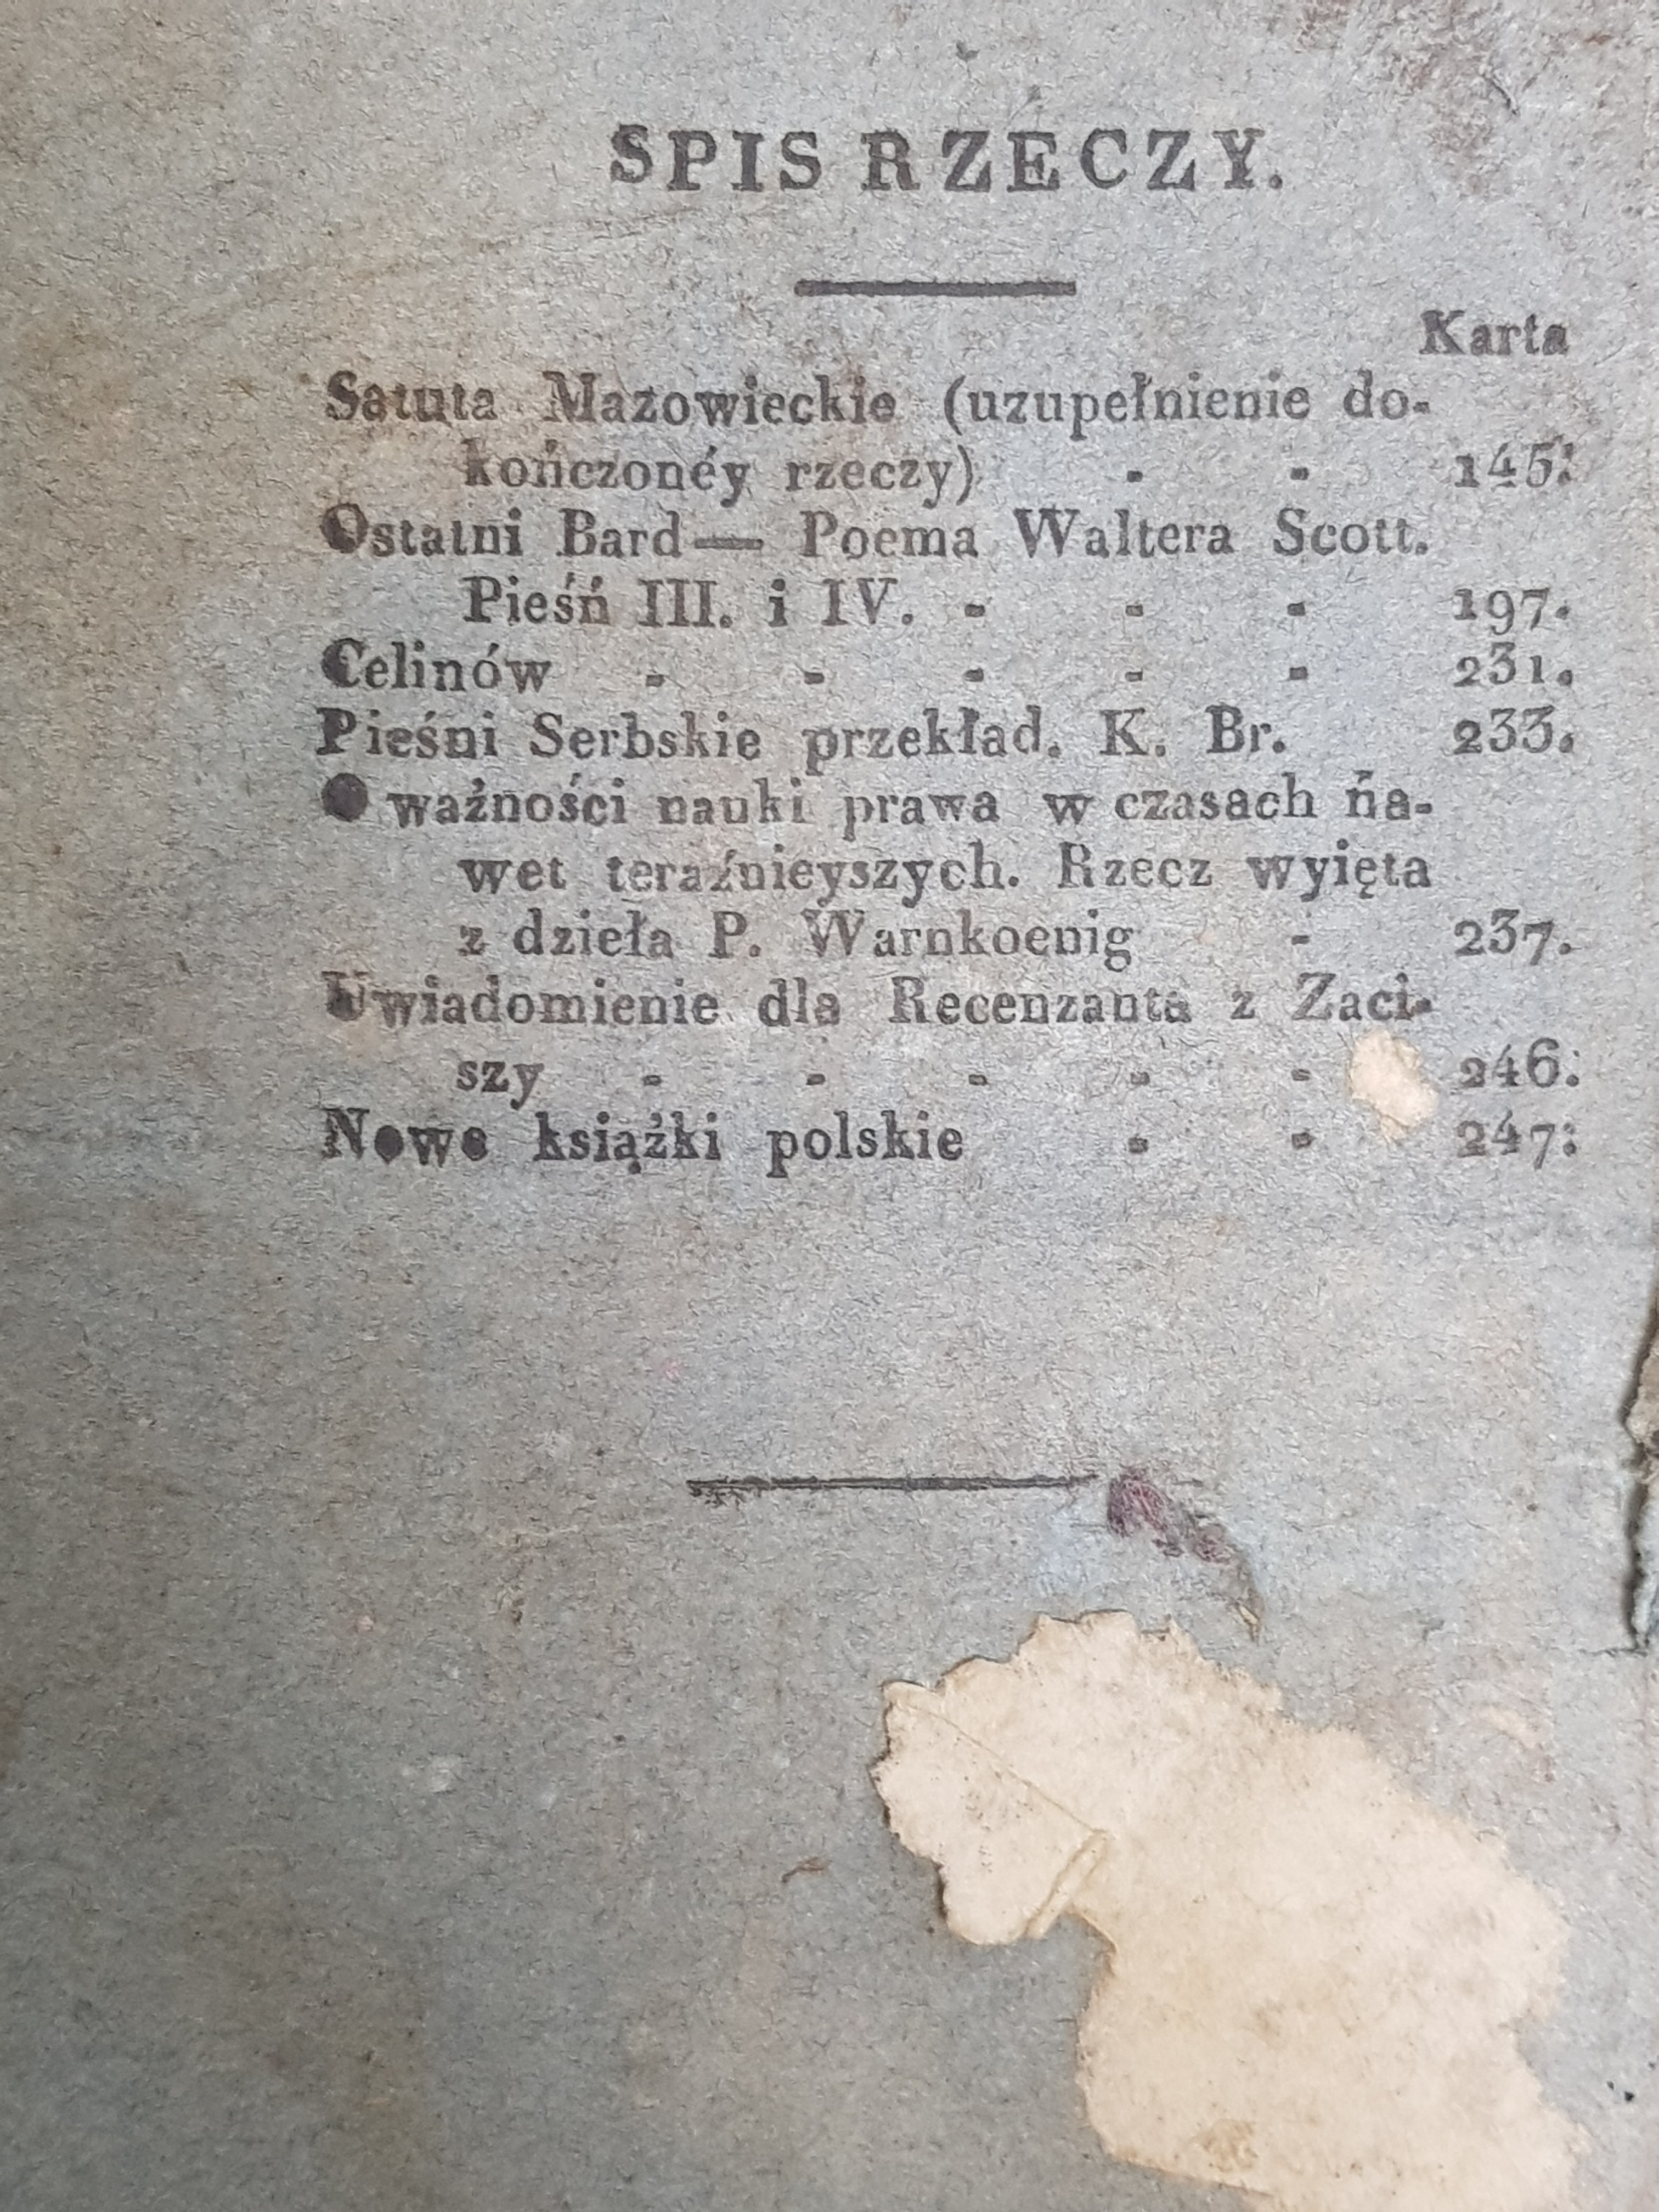 SPIS RZECZY.
Karta
Satuta Mazowieckie (uzupełnienie do-
kończonéy rzeczy) - - 145.
Ostatni Bard — Poema Waltera Scott.
Pieśń III. i IV. - - - 197.
Celinów - - - - - 231.
Pieśni Serbskie przekład. K. Br. 233.
O ważności nauki prawa w czasach na-
wet teraźnieyszych. Rzecz wyięta
z dzieła P. Warnkoenig - 237.
Uwiadomienie dla Recenzanta z Zaci-
szy - - - - - 246.
Nowe książki polskie - - 247.